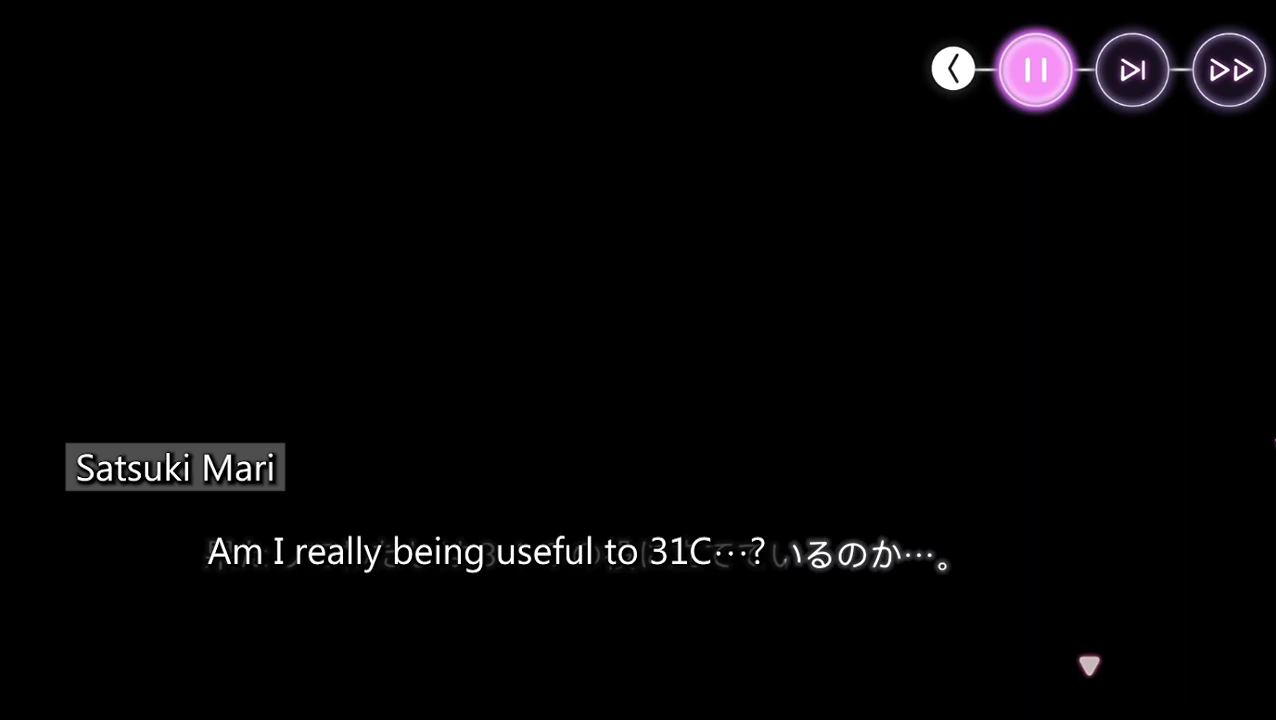 Satsuki Mari
Am I really being useful to 31C…? いるのか…。